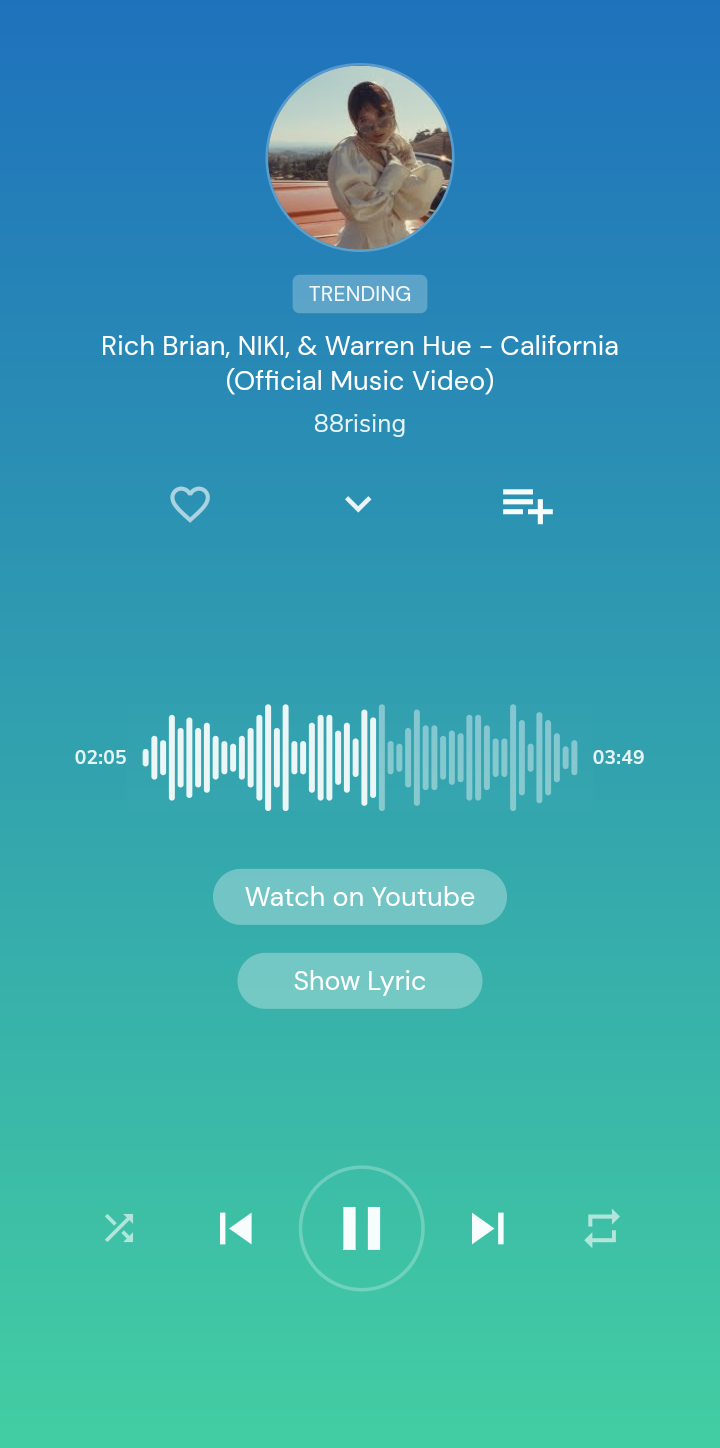 TRENDING
Rich Brian, NIKI, & Warren Hue - California
(Official Music Video)
88rising
02:05
03:49
Watch on Youtube
Show Lyric